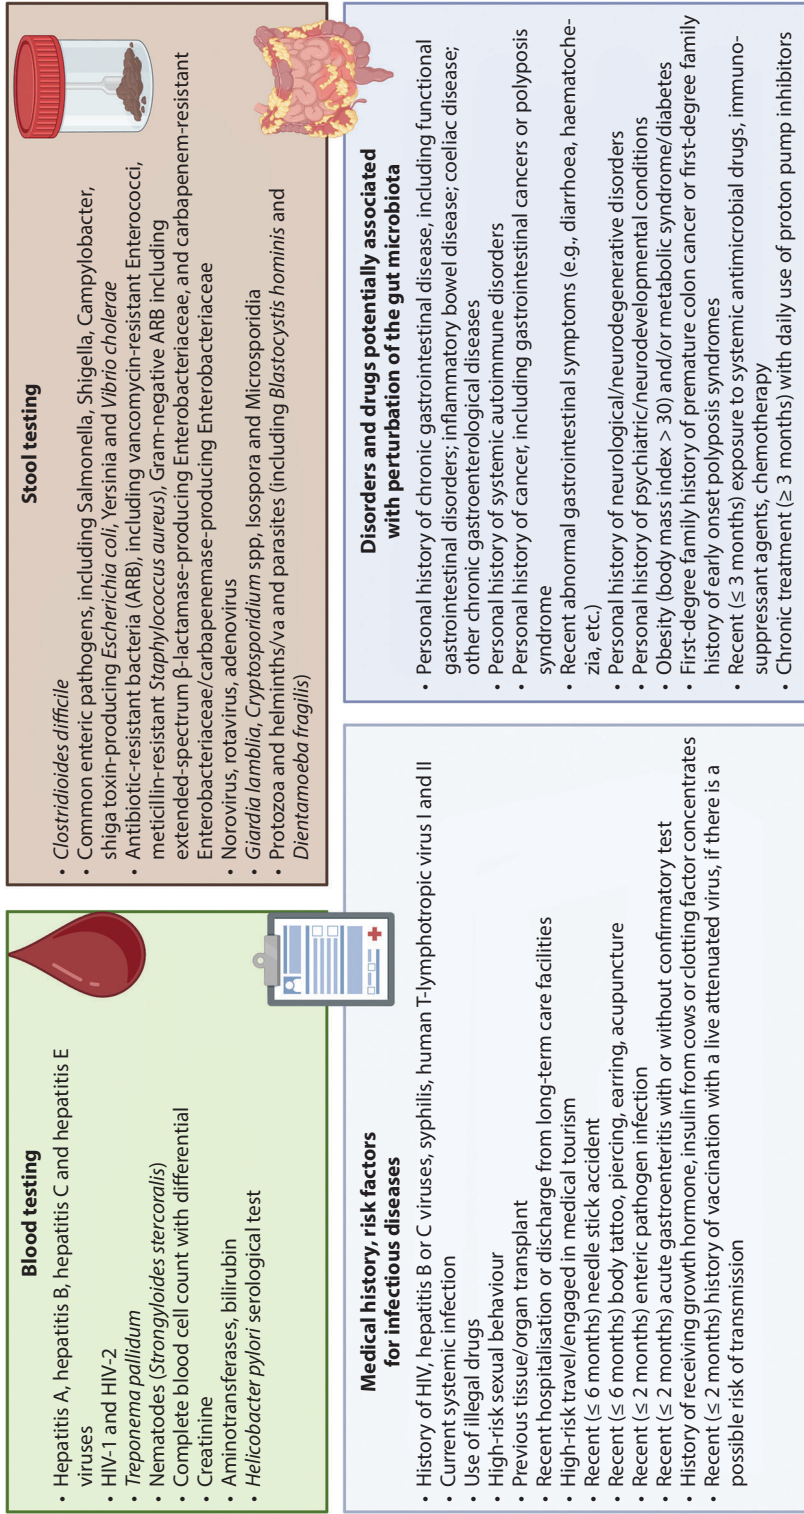 Blood testing
• Hepatitis A, hepatitis B, hepatitis C and hepatitis E
viruses
• HIV-1 and HIV-2
• Treponema pallidum
• Nematodes (Strongyloides stercoralis)
• Complete blood cell count with differential
• Creatinine
• Aminotransferases, bilirubin
• Helicobacter pylori serological test
Stool testing
• Clostridioides difficile
• Common enteric pathogens, including Salmonella, Shigella, Campylobacter,
shiga toxin-producing Escherichia coli, Yersinia and Vibrio cholerae
• Antibiotic-resistant bacteria (ARB), including vancomycin-resistant Enterococci,
meticillin-resistant Staphylococcus aureus), Gram-negative ARB including
extended-spectrum β-lactamase-producing Enterobacteriaceae, and carbapenem-resistant
Enterobacteriaceae/carbapenemase-producing Enterobacteriaceae
• Norovirus, rotavirus, adenovirus
• Giardia lamblia, Cryptosporidium spp, Isospora and Microsporidia
• Protozoa and helminths/va and parasites (including Blastocystis hominis and
Dientamoeba fragilis)
Medical history, risk factors
for infectious diseases
• History of HIV, hepatitis B or C viruses, syphilis, human T-lymphotropic virus I and II
• Current systemic infection
• Use of illegal drugs
• High-risk sexual behaviour
• Previous tissue/organ transplant
• Recent hospitalisation or discharge from long-term care facilities
• High-risk travel/engaged in medical tourism
• Recent (≤ 6 months) needle stick accident
• Recent (≤ 6 months) body tattoo, piercing, earring, acupuncture
• Recent (≤ 2 months) enteric pathogen infection
• Recent (≤ 2 months) acute gastroenteritis with or without confirmatory test
• History of receiving growth hormone, insulin from cows or clotting factor concentrates
• Recent (≤ 2 months) history of vaccination with a live attenuated virus, if there is a
possible risk of transmission
Disorders and drugs potentially associated
with perturbation of the gut microbiota
• Personal history of chronic gastrointestinal disease, including functional
gastrointestinal disorders; inflammatory bowel disease; coeliac disease;
other chronic gastroenterological diseases
• Personal history of systemic autoimmune disorders
• Personal history of cancer, including gastrointestinal cancers or polyposis
syndrome
• Recent abnormal gastrointestinal symptoms (e.g., diarrhoea, haematoche-
zia, etc.)
• Personal history of neurological/neurodegenerative disorders
• Personal history of psychiatric/neurodevelopmental conditions
• Obesity (body mass index > 30) and/or metabolic syndrome/diabetes
• First-degree family history of premature colon cancer or first-degree family
history of early onset polyposis syndromes
• Recent (≤ 3 months) exposure to systemic antimicrobial drugs, immuno-
suppressant agents, chemotherapy
• Chronic treatment (≥ 3 months) with daily use of proton pump inhibitors